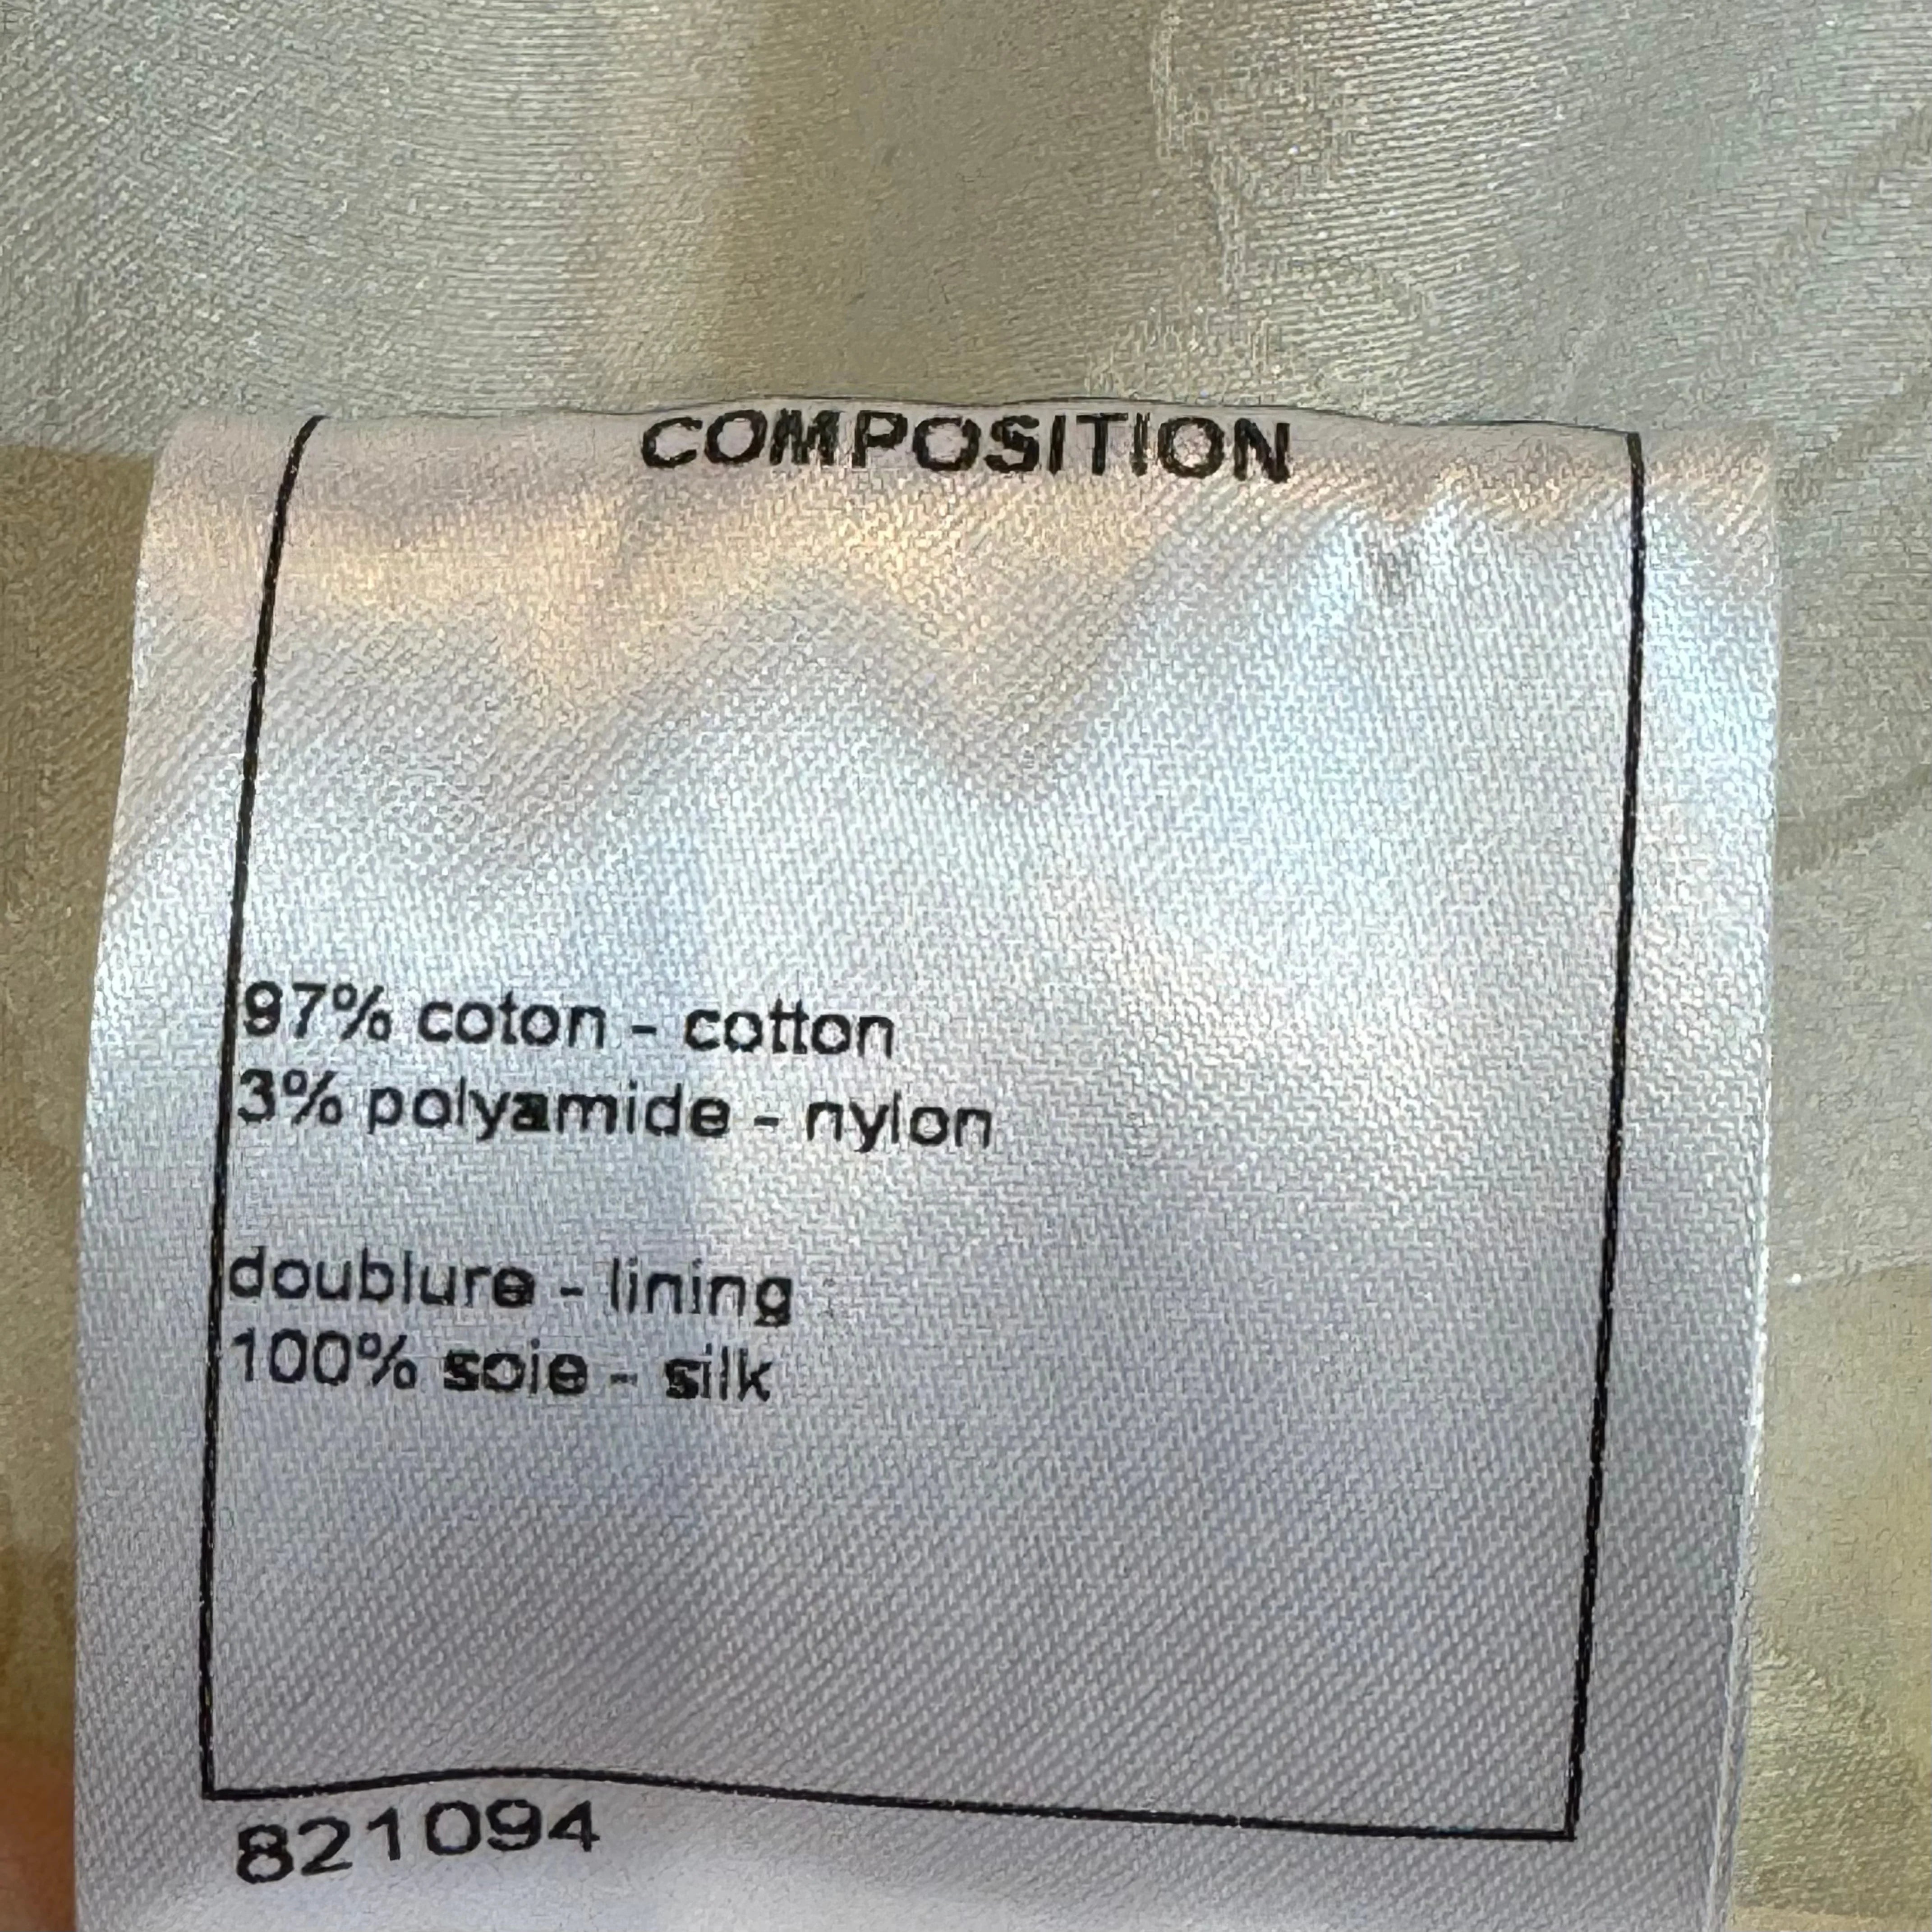 COMPOSITION
97% coton - cotton
3% polyamide - nylon
doublure - lining
100% soie - silk
821094